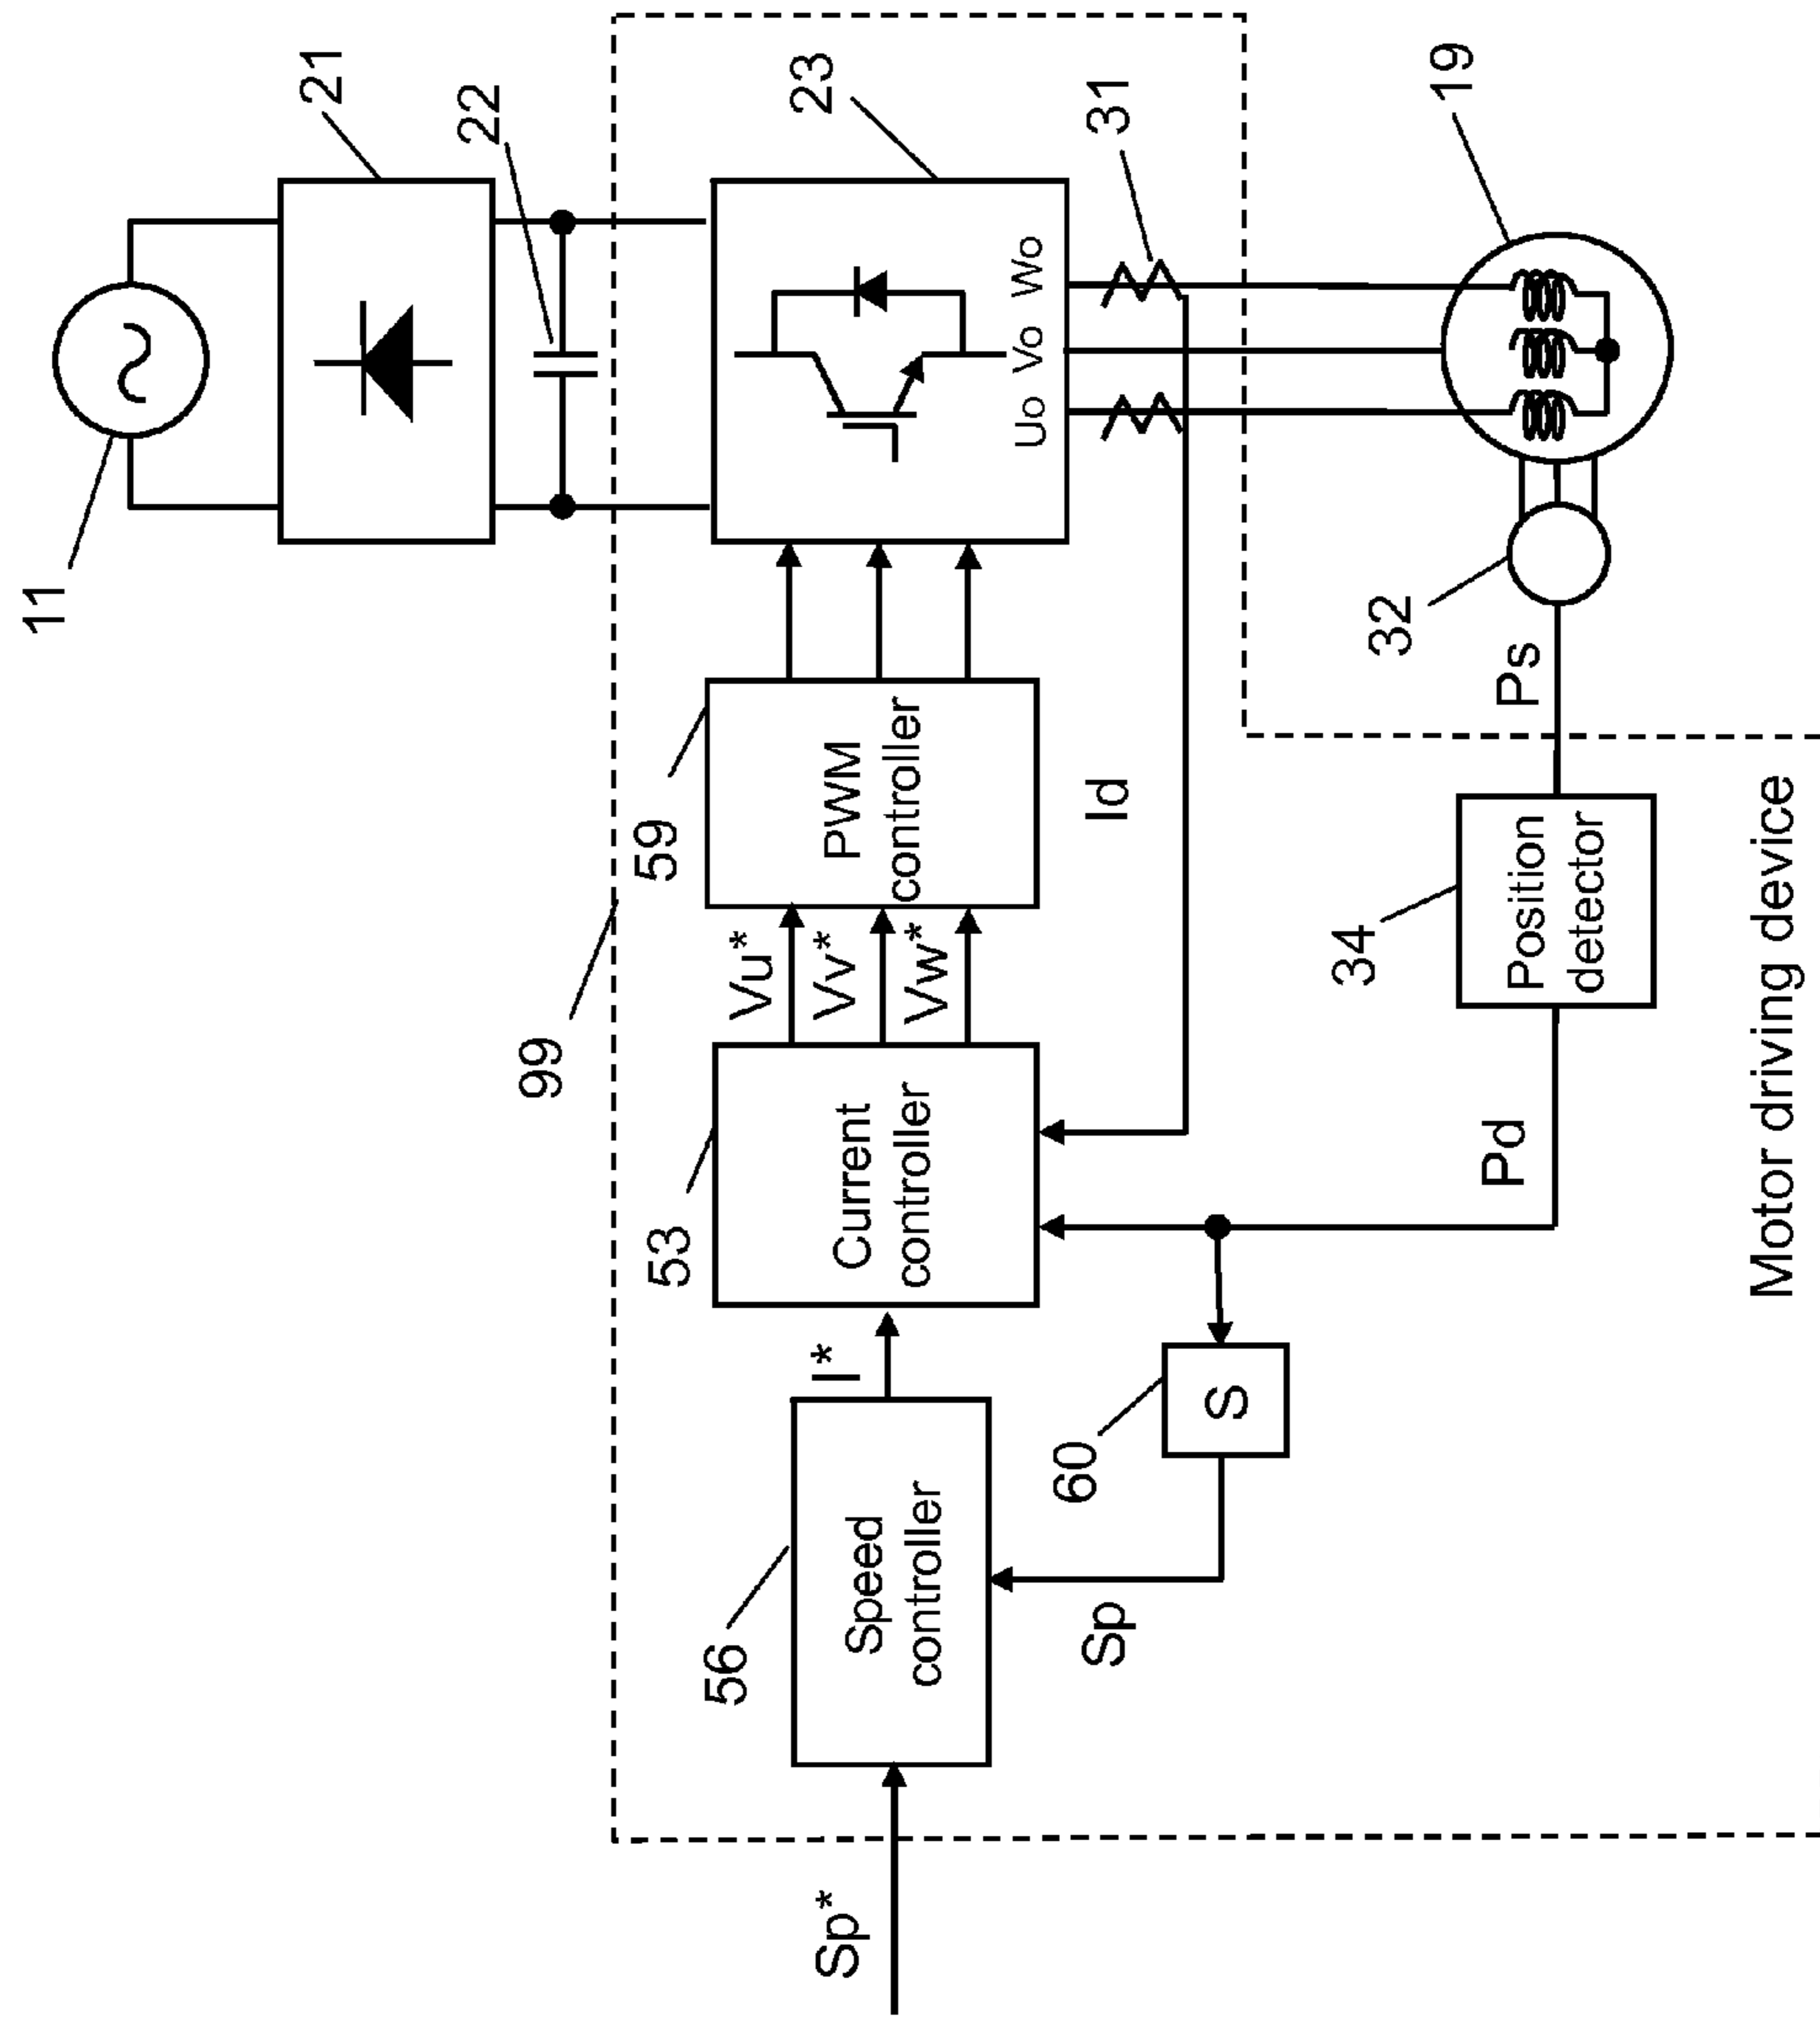 11
21
22
99
23
Uo
Vo
Wo
31
59
PWM
controller
Vu*
Vv*
Vw*
53
Current
controller
I*
56
Speed
controller
Sp*
Id
60
S
Sp
19
32
Ps
34
Position
detector
Pd
Motor driving device